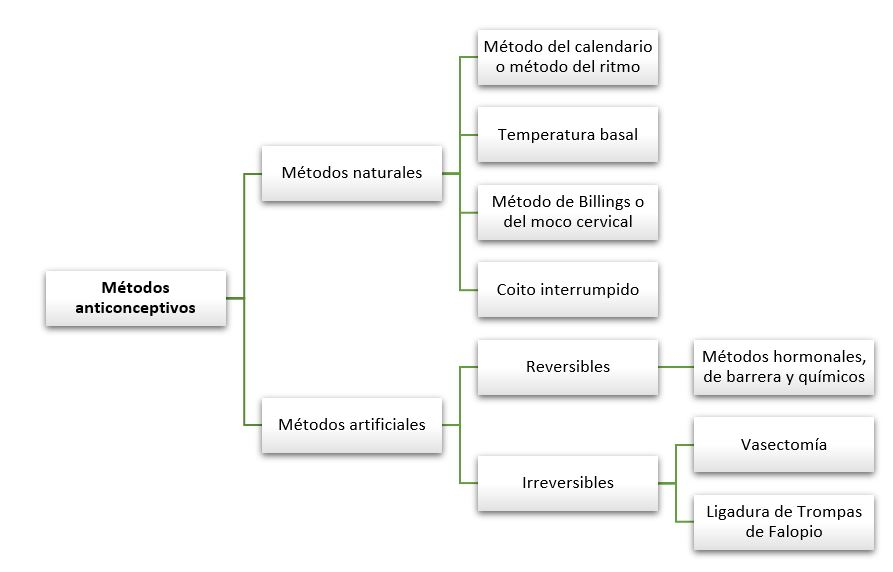 Método del calendario
o método del ritmo
Temperatura basal
Métodos naturales
Método de Billings o
del moco cervical
Métodos
anticonceptivos
Coito interrumpido
Reversibles
Métodos hormonales,
de barrera y químicos
Métodos artificiales
Vasectomía
Irreversibles
Ligadura de Trompas
de Falopio